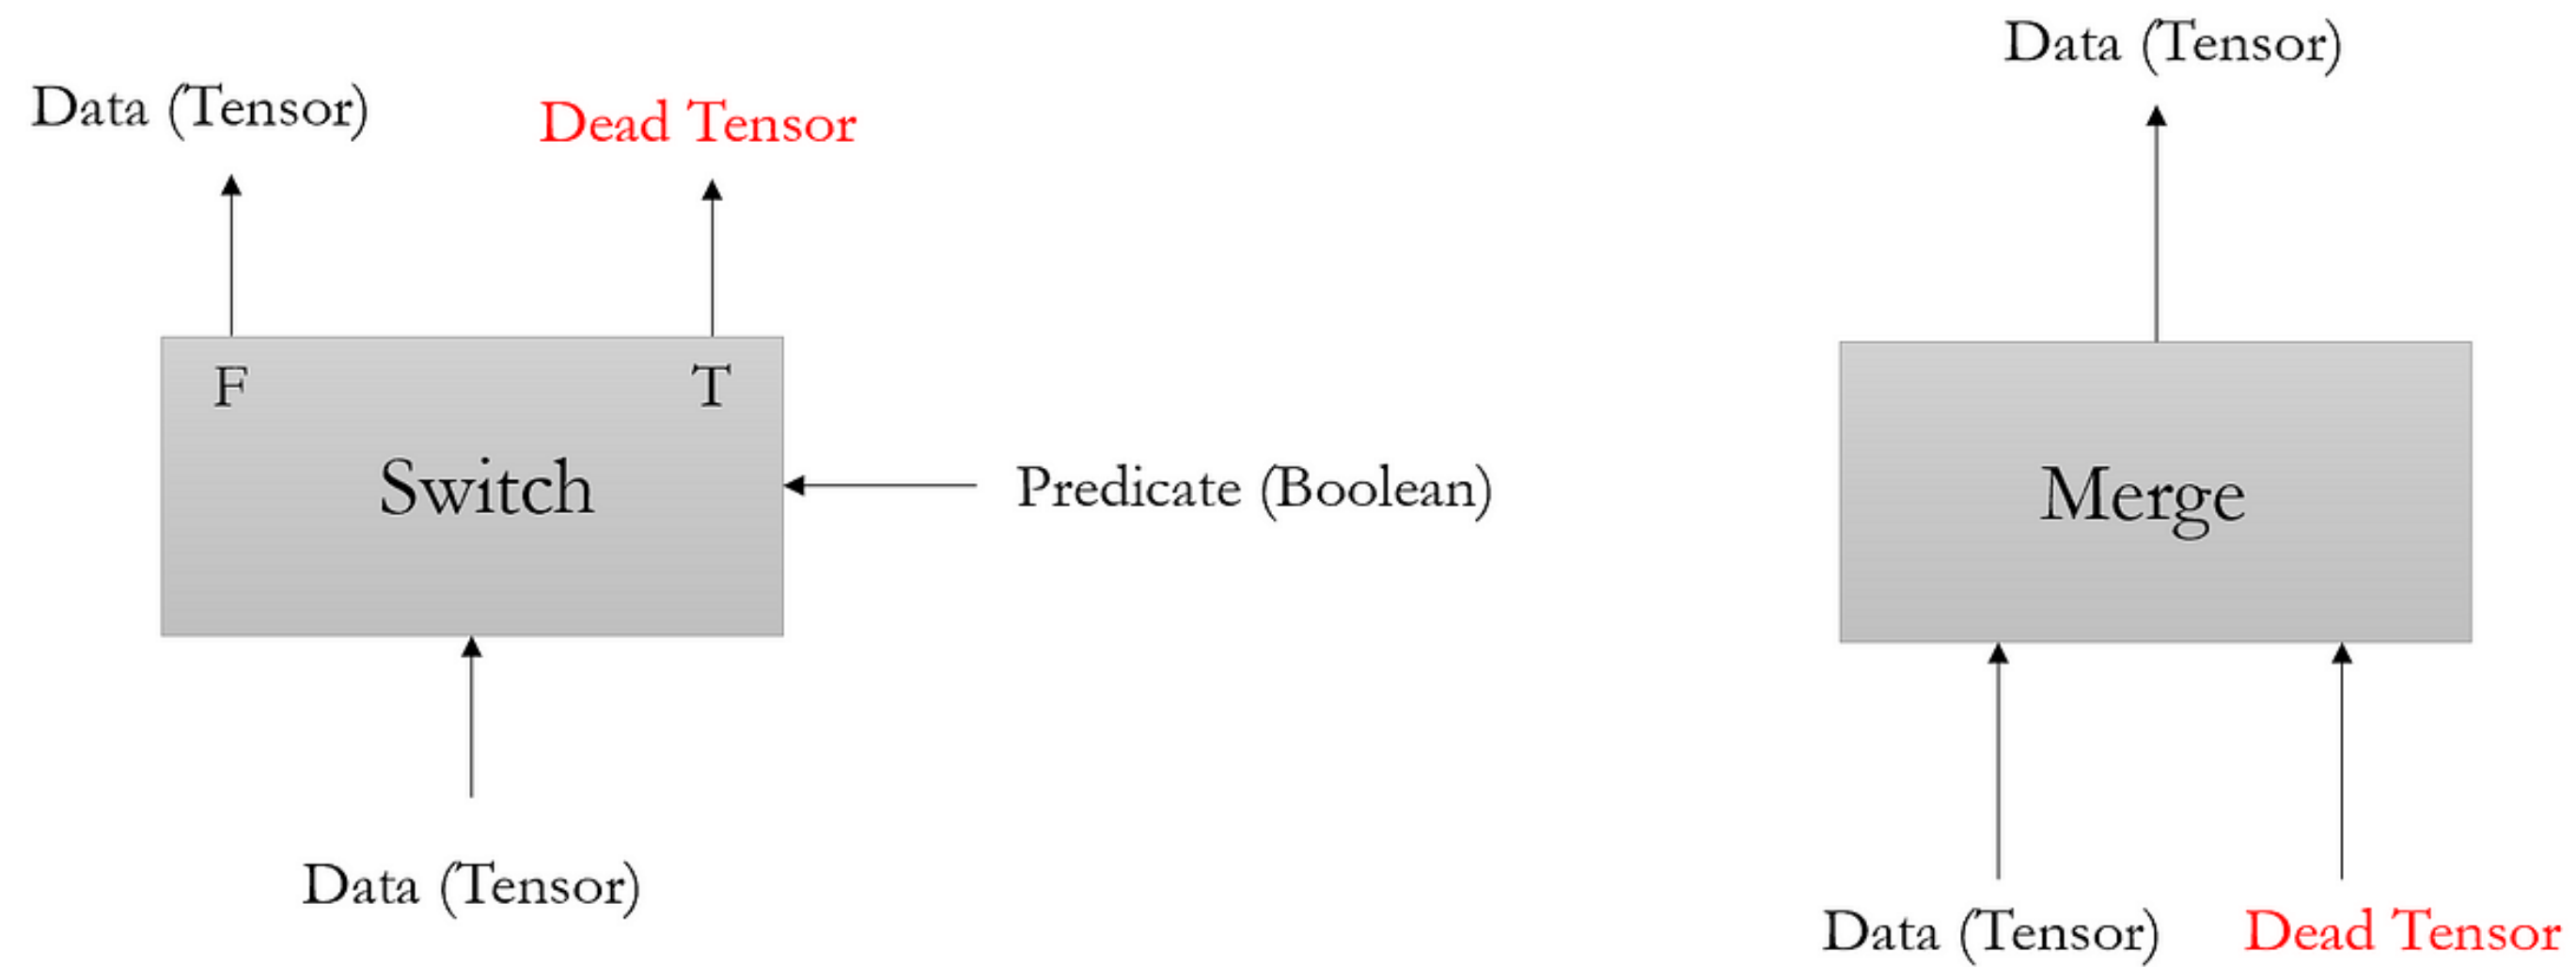 Data (Tensor)
Dead Tensor
F
T
Switch
Predicate (Boolean)
Data (Tensor)
Data (Tensor)
Merge
Data (Tensor)
Dead Tensor